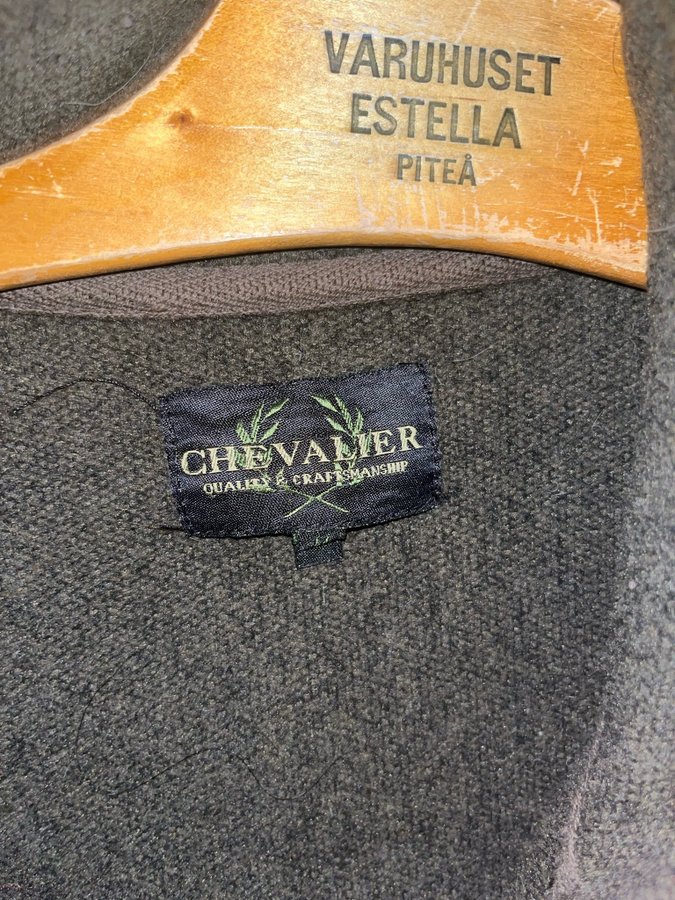 VARUHUSET
ESTELLA
PITEÅ
CHEVALIER
QUALITY & CRAFTSMANSHIP